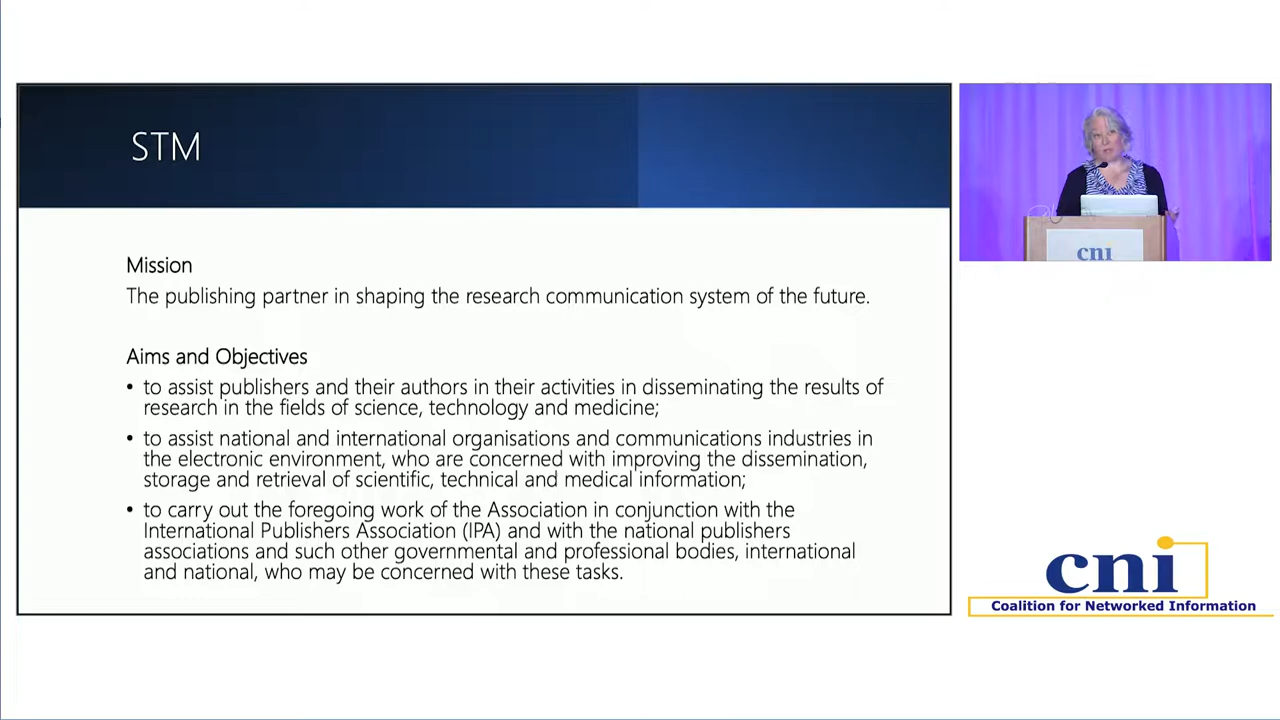 STM
Mission
The publishing partner in shaping the research communication system of the future.
Aims and Objectives
• to assist publishers and their authors in their activities in disseminating the results of
research in the fields of science, technology and medicine;
• to assist national and international organisations and communications industries in
the electronic environment, who are concerned with improving the dissemination,
storage and retrieval of scientific, technical and medical information;
• to carry out the foregoing work of the Association in conjunction with the
International Publishers Association (IPA) and with the national publishers
associations and such other governmental and professional bodies, international
and national, who may be concerned with these tasks.
cni
cni
Coalition for Networked Information